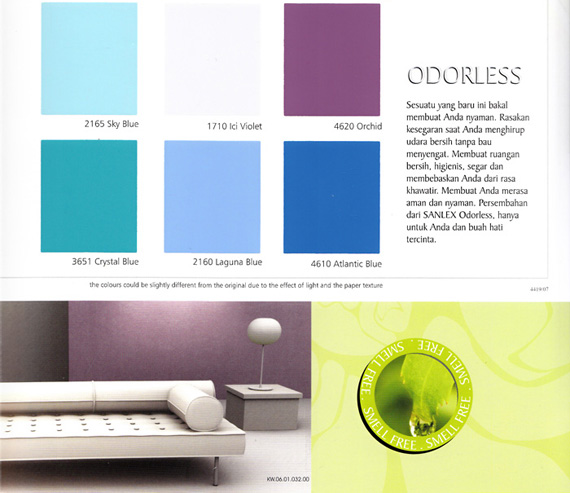 2165 Sky Blue
1710 Ici Violet
4620 Orchid
3651 Crystal Blue
2160 Laguna Blue
4610 Atlantic Blue
ODORLESS
Sesuatu yang baru ini bakal
membuat Anda nyaman. Rasakan
kesegaran saat Anda menghirup
udara bersih tanpa bau
menyengat. Membuat ruangan
bersih, higienis, segar dan
membebaskan Anda dari rasa
khawatir. Membuat Anda merasa
aman dan nyaman. Persembahan
dari SANLEX Odorless, hanya
untuk Anda dan buah hati
tercinta.
the colours could be slightly different from the original due to the effect of light and the paper texture
KW.06.01.032.00
SMELL FREE . SMELL FREE . SMELL FREE . SMELL FREE .